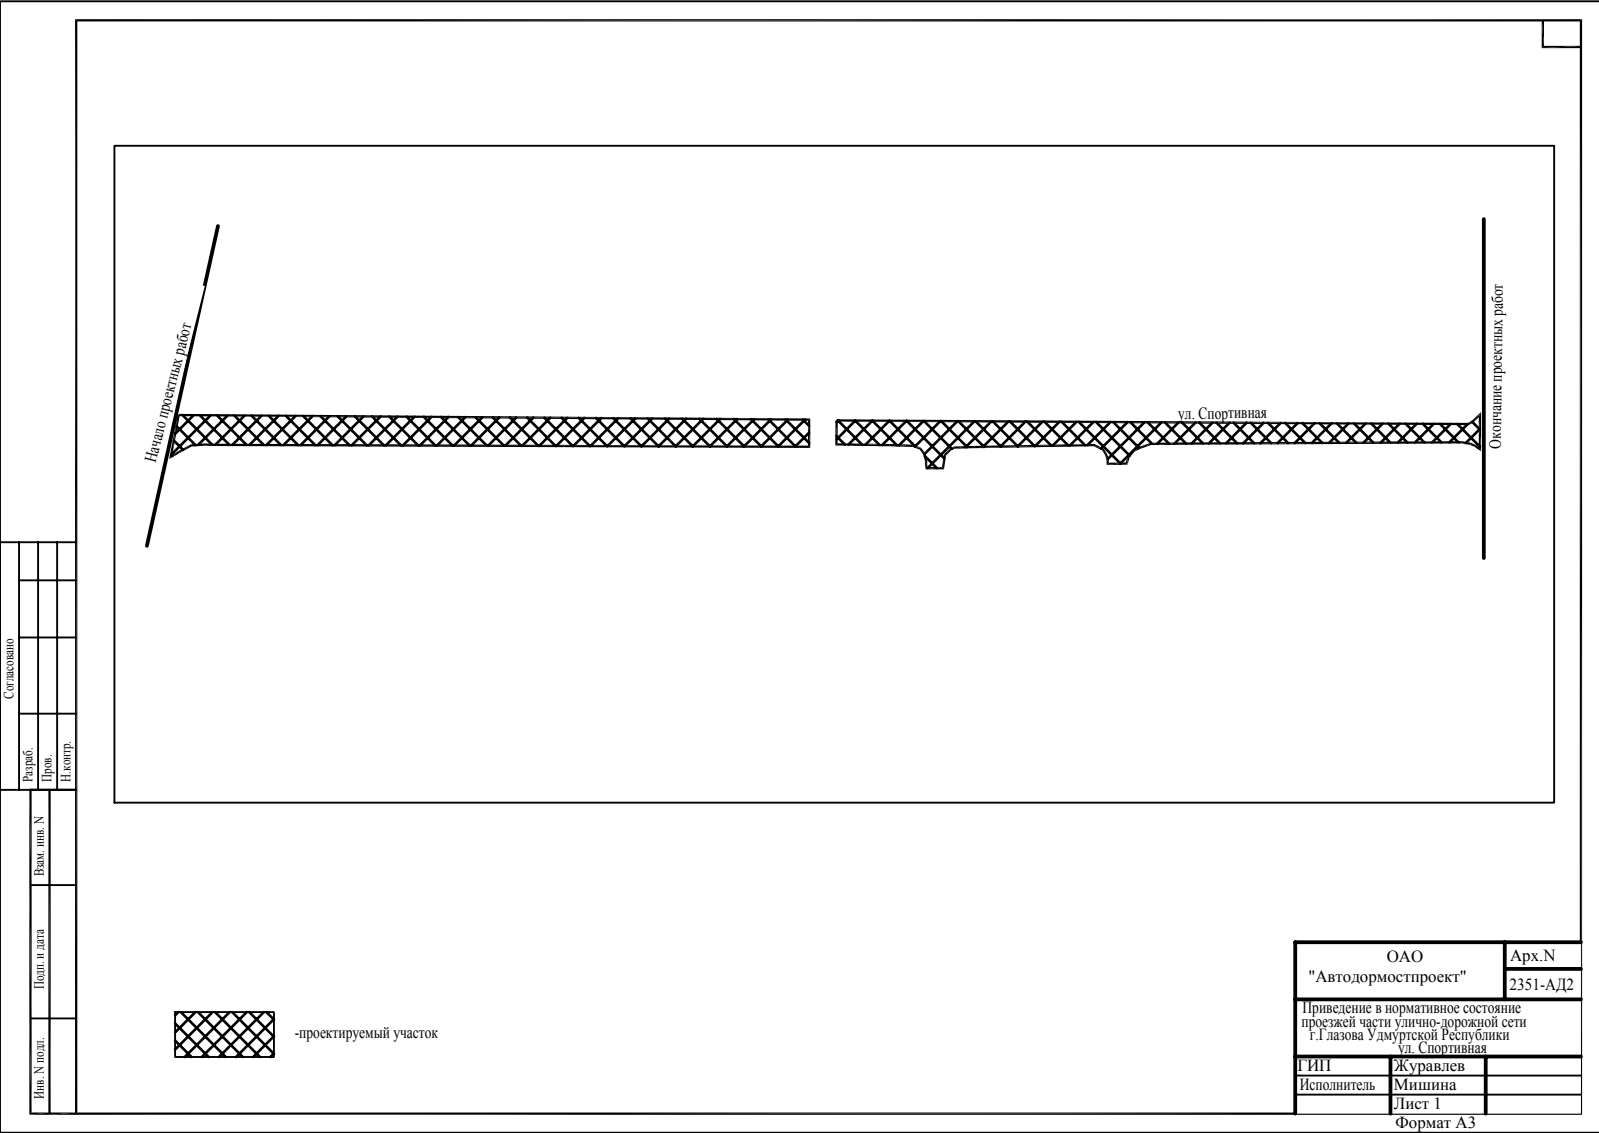 Начало проектных работ
ул. Спортивная
Окончание проектных работ
Согласовано
Разраб.
Пров.
Н.контр.
Взам. инв. N
Подп. и дата
Инв. N подл.
-проектируемый участок
ОАО
"Автодормостпроект"
Арх.N
2351-АД2
Приведение в нормативное состояние
проезжей части улично-дорожной сети
г.Глазова Удмуртской Республики
ул. Спортивная
ГИП Журавлев
Исполнитель Мишина
Лист 1
Формат А3